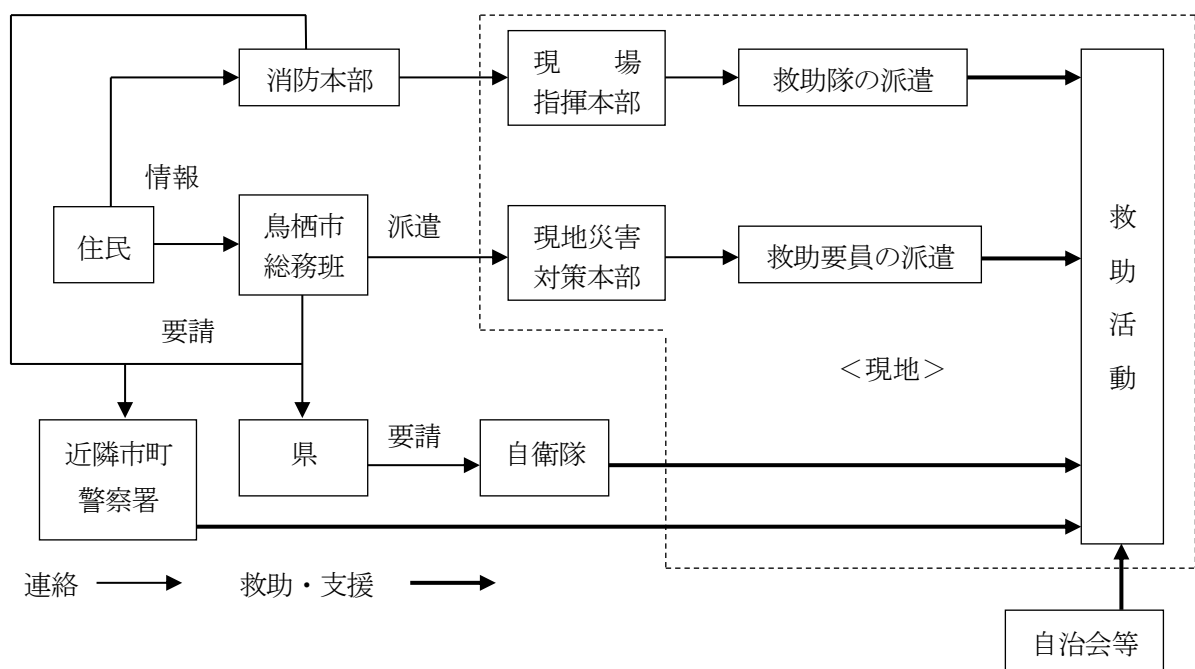 消防本部
現　場
指揮本部
救助隊の派遣
情報
住民
鳥栖市
総務班
派遣
現地災害
対策本部
救助要員の派遣
救助活動
要請
＜現地＞
近隣市町
警察署
県
要請
自衛隊
連絡
救助・支援
自治会等